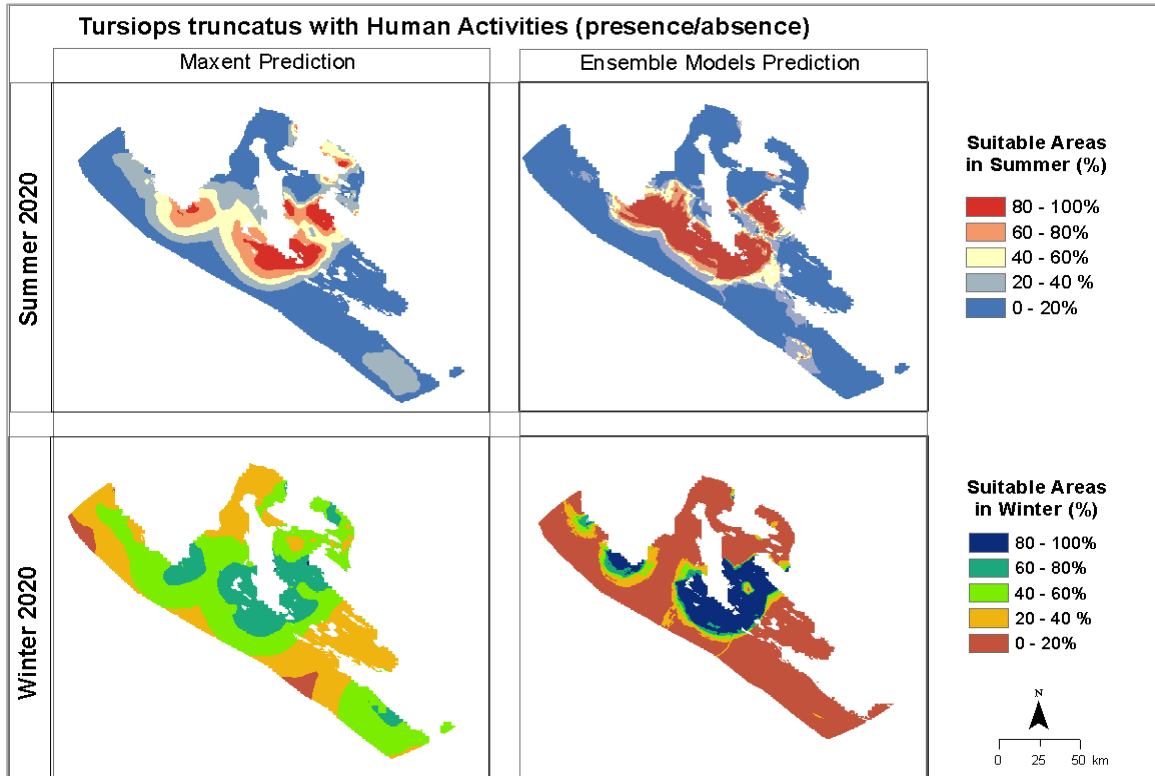 Tursiops truncatus with Human Activities (presence/absence)
Maxent Prediction
Ensemble Models Prediction
Summer 2020
Suitable Areas
in Summer (%)
80 - 100%
60 - 80%
40 - 60%
20 - 40 %
0 - 20%
Winter 2020
Suitable Areas
in Winter (%)
80 - 100%
60 - 80%
40 - 60%
20 - 40 %
0 - 20%
N
0 25 50 km